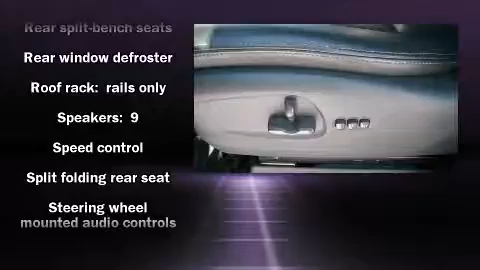 Rear split-bench seats
Rear window defroster
Roof rack: rails only
Speakers: 9
Speed control
Split folding rear seat
Steering wheel
mounted audio controls